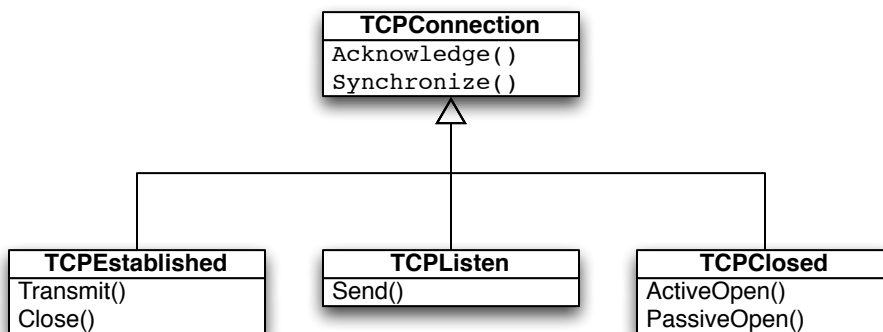 TCPConnection
Acknowledge()
Synchronize()
TCPEstablished
Transmit()
Close()
TCPListen
Send()
TCPClosed
ActiveOpen()
PassiveOpen()